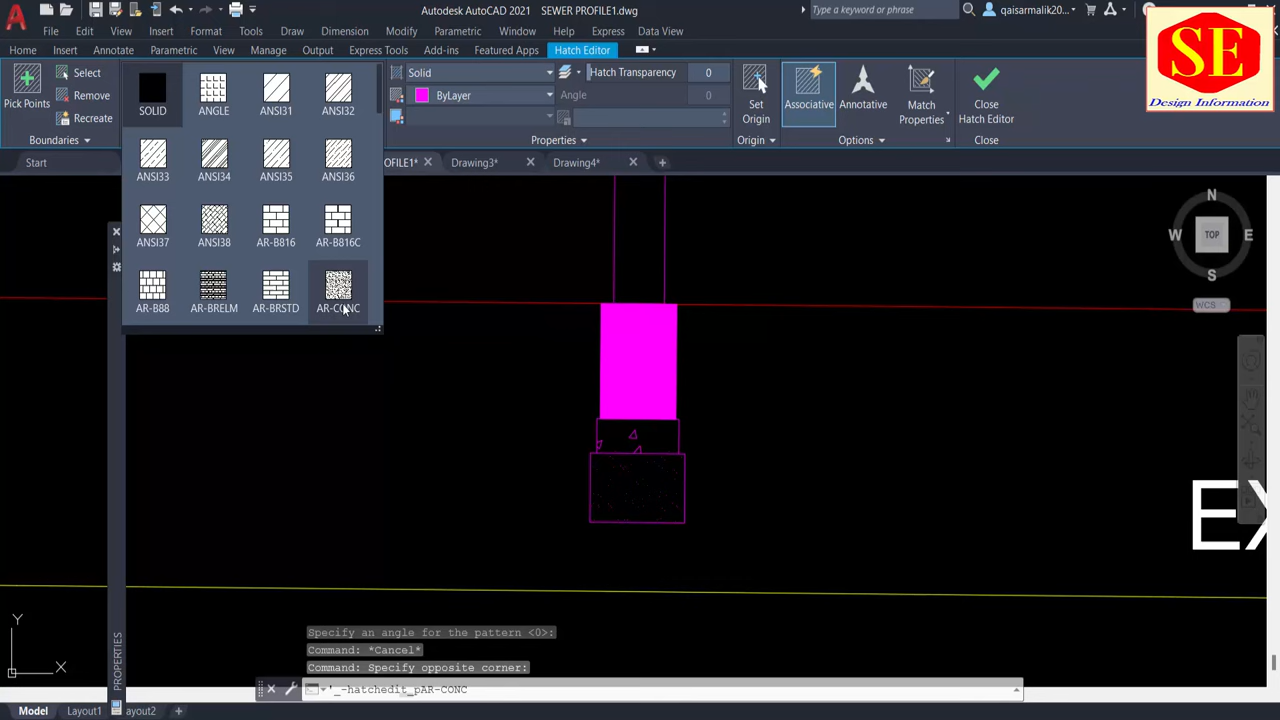 Autodesk AutoCAD 2021 SEWER PROFILE1.dwg
Type a keyword or phrase
qaisarmalik20...
File Edit View Insert Format Tools Draw Dimension Modify Parametric Window Help Express Data View
Home Insert Annotate Parametric View Manage Output Express Tools Add-ins Featured Apps Hatch Editor
SE
Design Information
Pick Points
Select
Remove
Recreate
Boundaries
SOLID ANGLE ANSI31 ANSI32
ANSI33 ANSI34 ANSI35 ANSI36
ANSI37 ANSI38 AR-B816 AR-B816C
AR-B88 AR-BRELM AR-BRSTD AR-CONC
Solid
ByLayer
Hatch Transparency 0
Angle 0
Properties
Set
Origin
Origin
Associative
Annotative
Match
Properties
Options
Close
Hatch Editor
Close
Start
OFILE1*
Drawing3*
Drawing4*
N
W TOP E
S
WCS
EX
PROPERTIES
Y
X
Specify an angle for the pattern <0>:
Command: *Cancel*
Command: Specify opposite corner:
'_-hatchedit _pAR-CONC
Model Layout1 ayout2